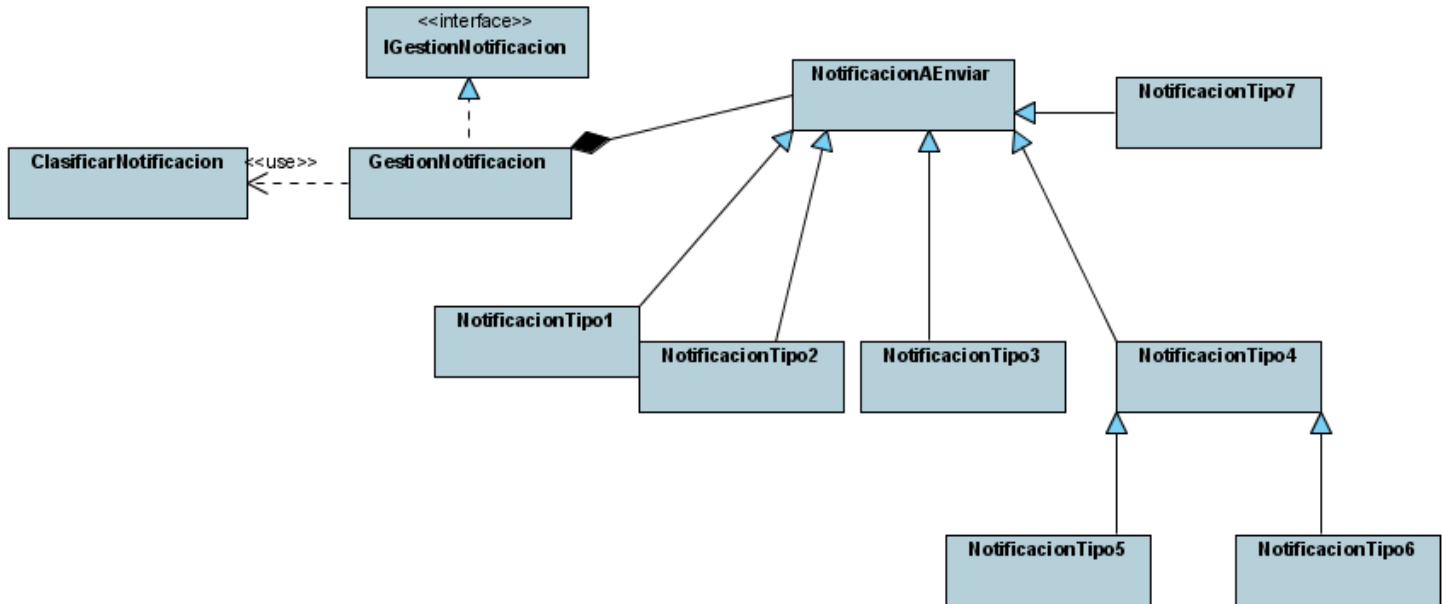 <<interface>>
IGestionNotificacion
NotificacionAEnviar
NotificacionTipo7
ClasificarNotificacion
<<use>>
GestionNotificacion
NotificacionTipo1
NotificacionTipo2
NotificacionTipo3
NotificacionTipo4
NotificacionTipo5
NotificacionTipo6